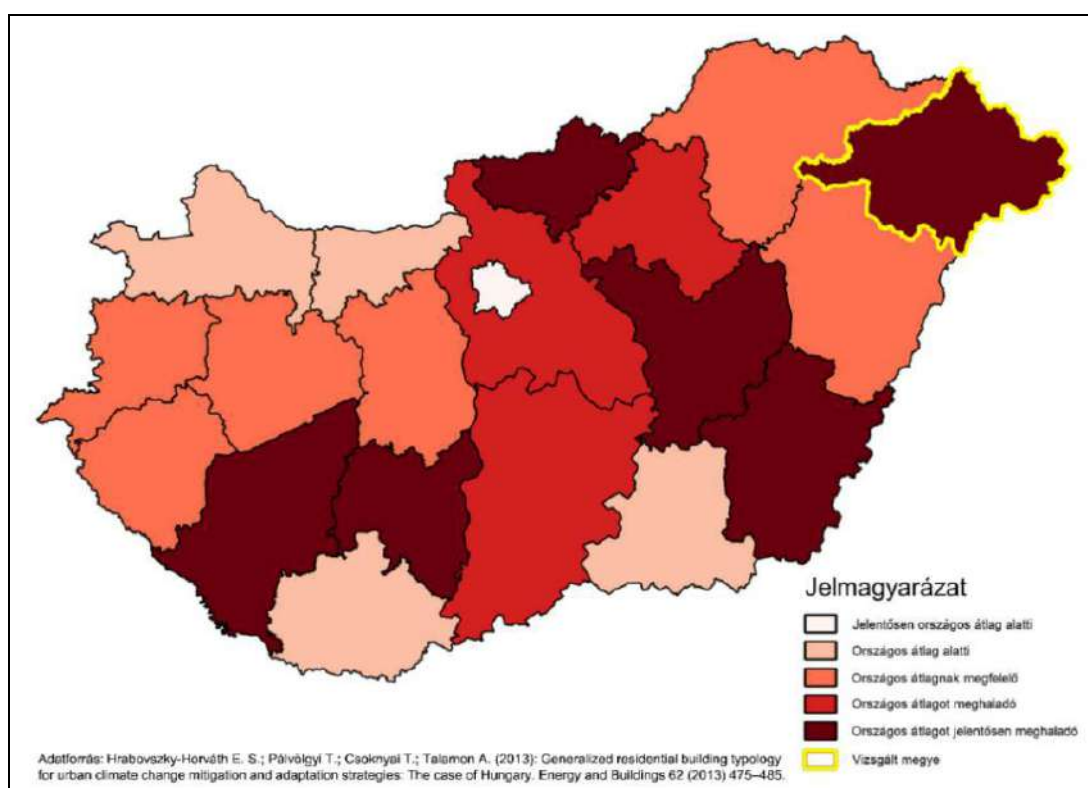 Jelmagyarázat
Jelentősen országos átlag alatti
Országos átlag alatti
Országos átlagnak megfelelő
Országos átlagot meghaladó
Országos átlagot jelentősen meghaladó
Vizsgált megye
Adatforrás: Hrabovszky-Horváth E. S.; Pálvölgyi T.; Csoknyai T.; Talamon A. (2013): Generalized residential building typology
for urban climate change mitigation and adaptation strategies: The case of Hungary. Energy and Buildings 62 (2013) 475–485.